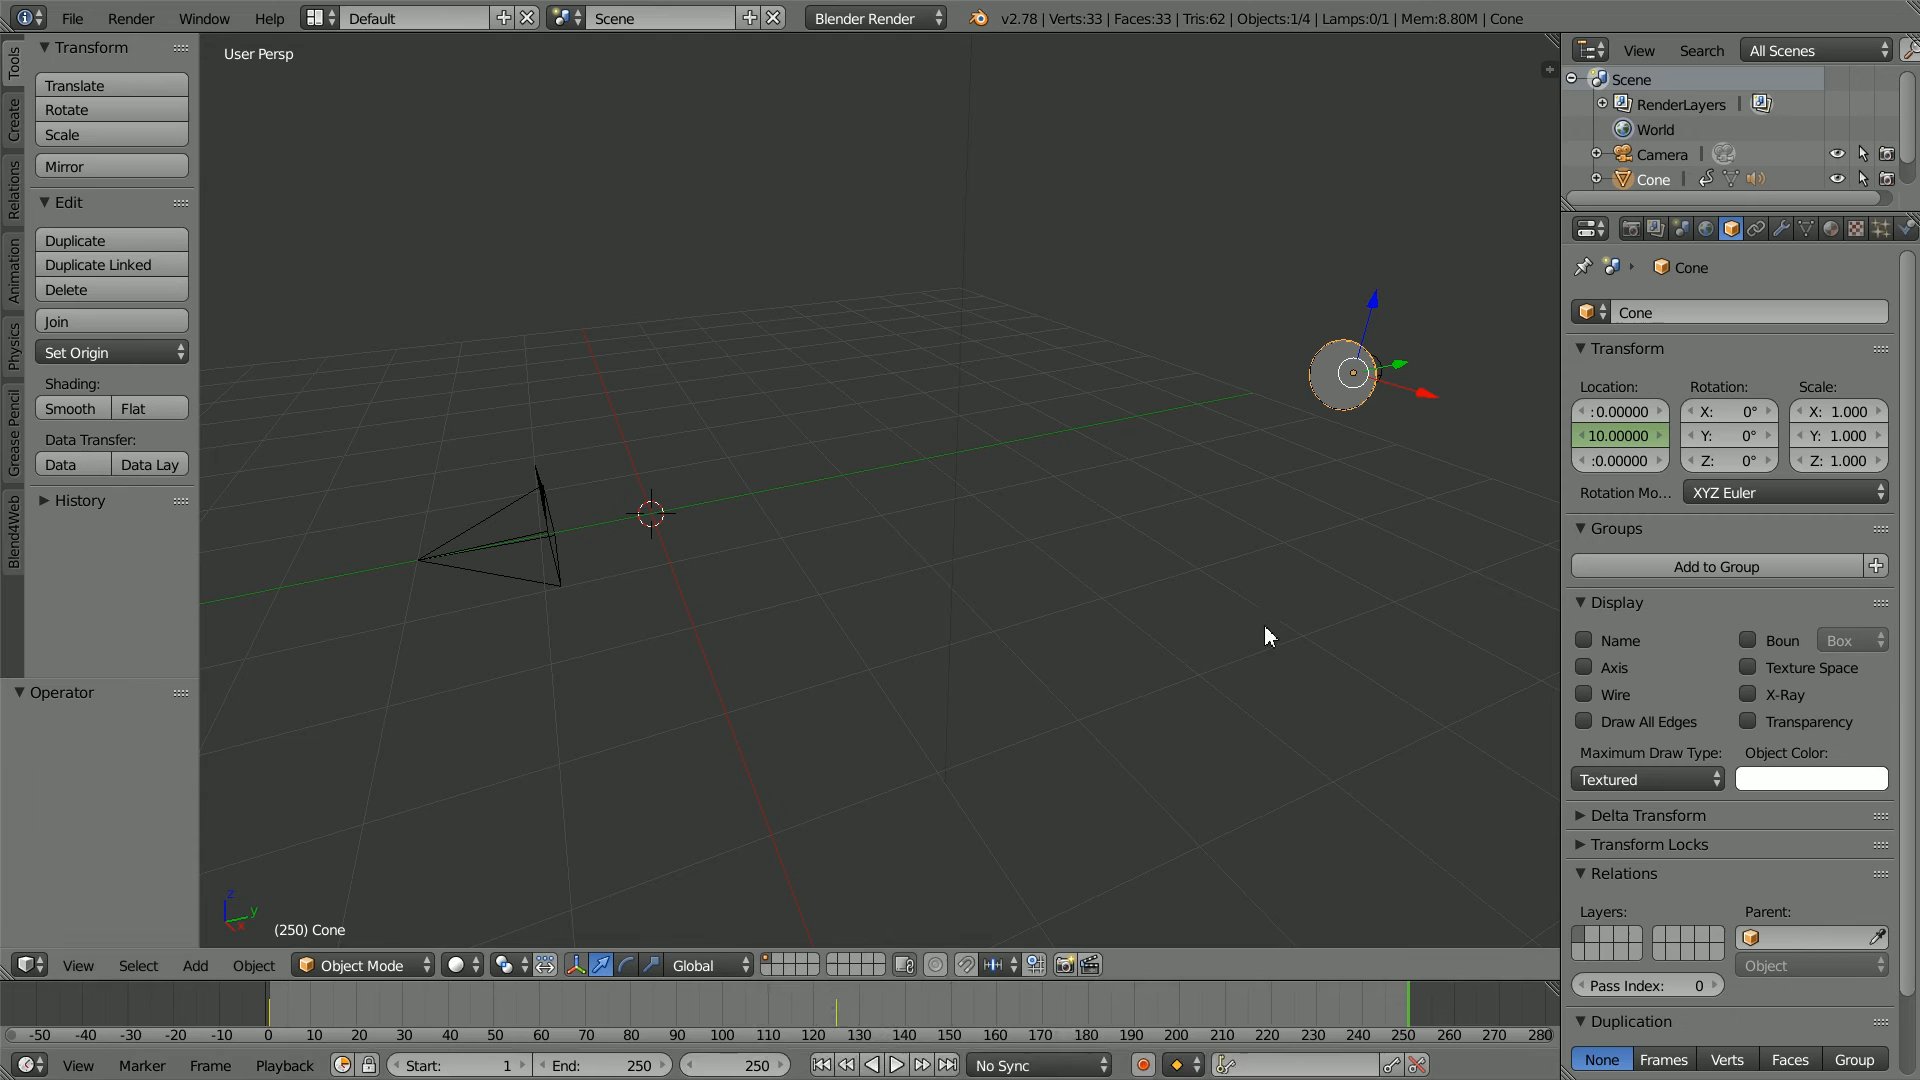 File Render Window Help Default Scene Blender Render v2.78 | Verts:33 | Faces:33 | Tris:62 | Objects:1/4 | Lamps:0/1 | Mem:8.80M | Cone
Tools
Create
Relations
Animation
Physics
Grease Pencil
Blend4Web
Transform
Translate
Rotate
Scale
Mirror
Edit
Duplicate
Duplicate Linked
Delete
Join
Set Origin
Shading:
Smooth Flat
Data Transfer:
Data Data Lay
History
Operator
User Persp
z
y
x
(250) Cone
View Search All Scenes
Scene
RenderLayers |
World
Camera |
Cone |
Cone
Cone
Transform
Location: Rotation: Scale:
:0.00000 X: 0° X: 1.000
10.00000 Y: 0° Y: 1.000
:0.00000 Z: 0° Z: 1.000
Rotation Mo... XYZ Euler
Groups
Add to Group
Display
Name Boun Box
Axis Texture Space
Wire X-Ray
Draw All Edges Transparency
Maximum Draw Type: Object Color:
Textured
Delta Transform
Transform Locks
Relations
Layers: Parent:
Object
Pass Index: 0
Duplication
None Frames Verts Faces Group
View Select Add Object Object Mode Global
-50 -40 -30 -20 -10 0 10 20 30 40 50 60 70 80 90 100 110 120 130 140 150 160 170 180 190 200 210 220 230 240 250 260 270 280
View Marker Frame Playback Start: 1 End: 250 250 No Sync